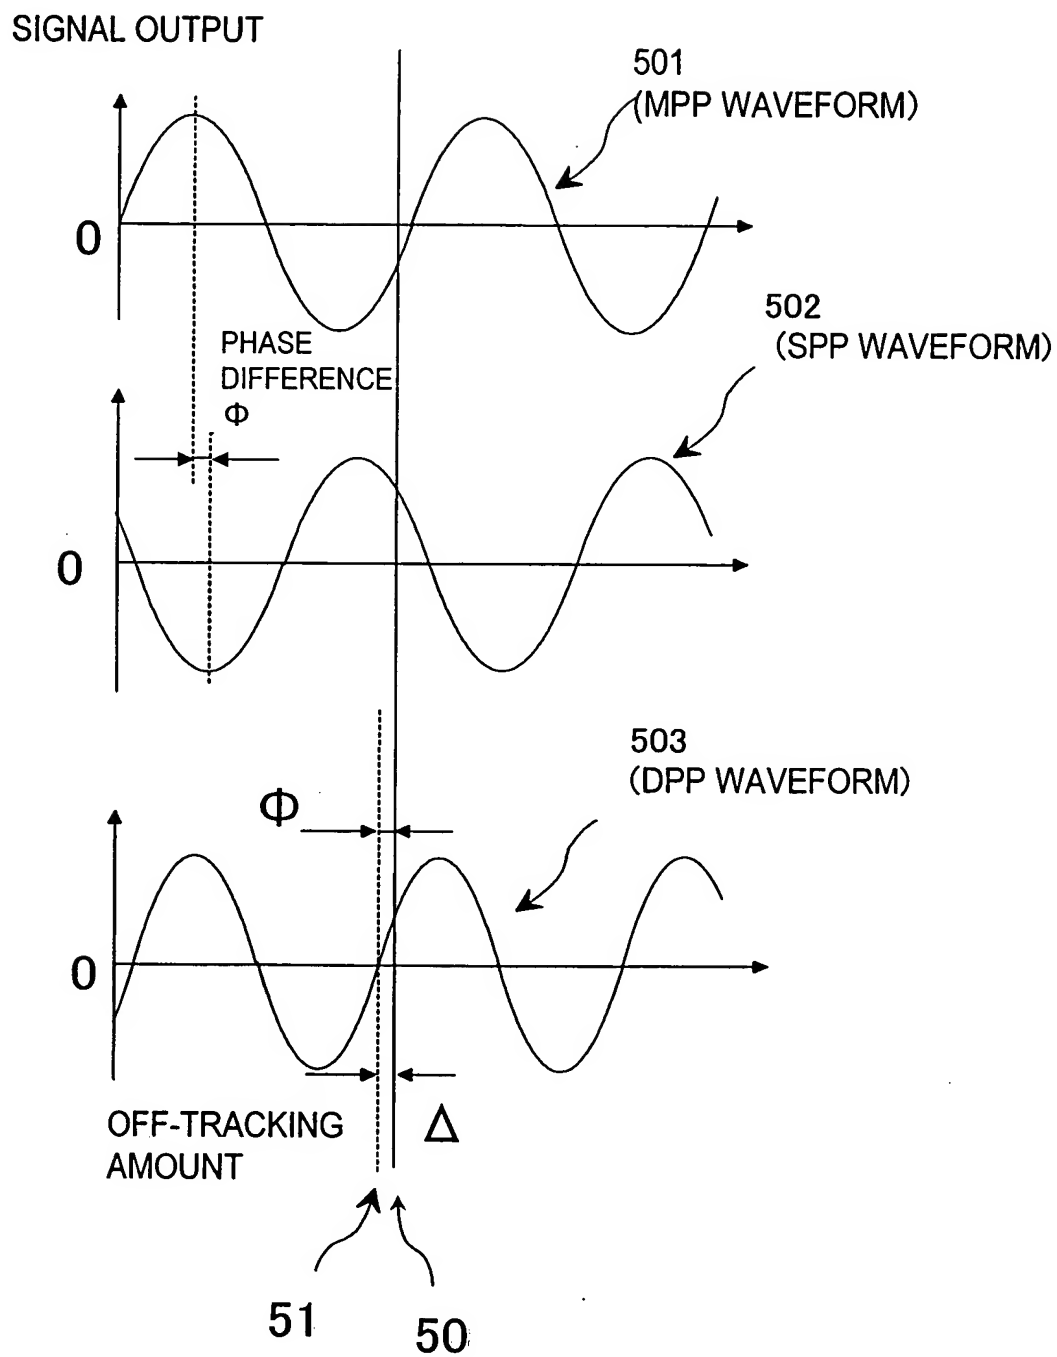 SIGNAL OUTPUT
501
(MPP WAVEFORM)
0
502
(SPP WAVEFORM)
PHASE
DIFFERENCE
Φ
0
503
(DPP WAVEFORM)
Φ
0
OFF-TRACKING
AMOUNT
Δ
51
50